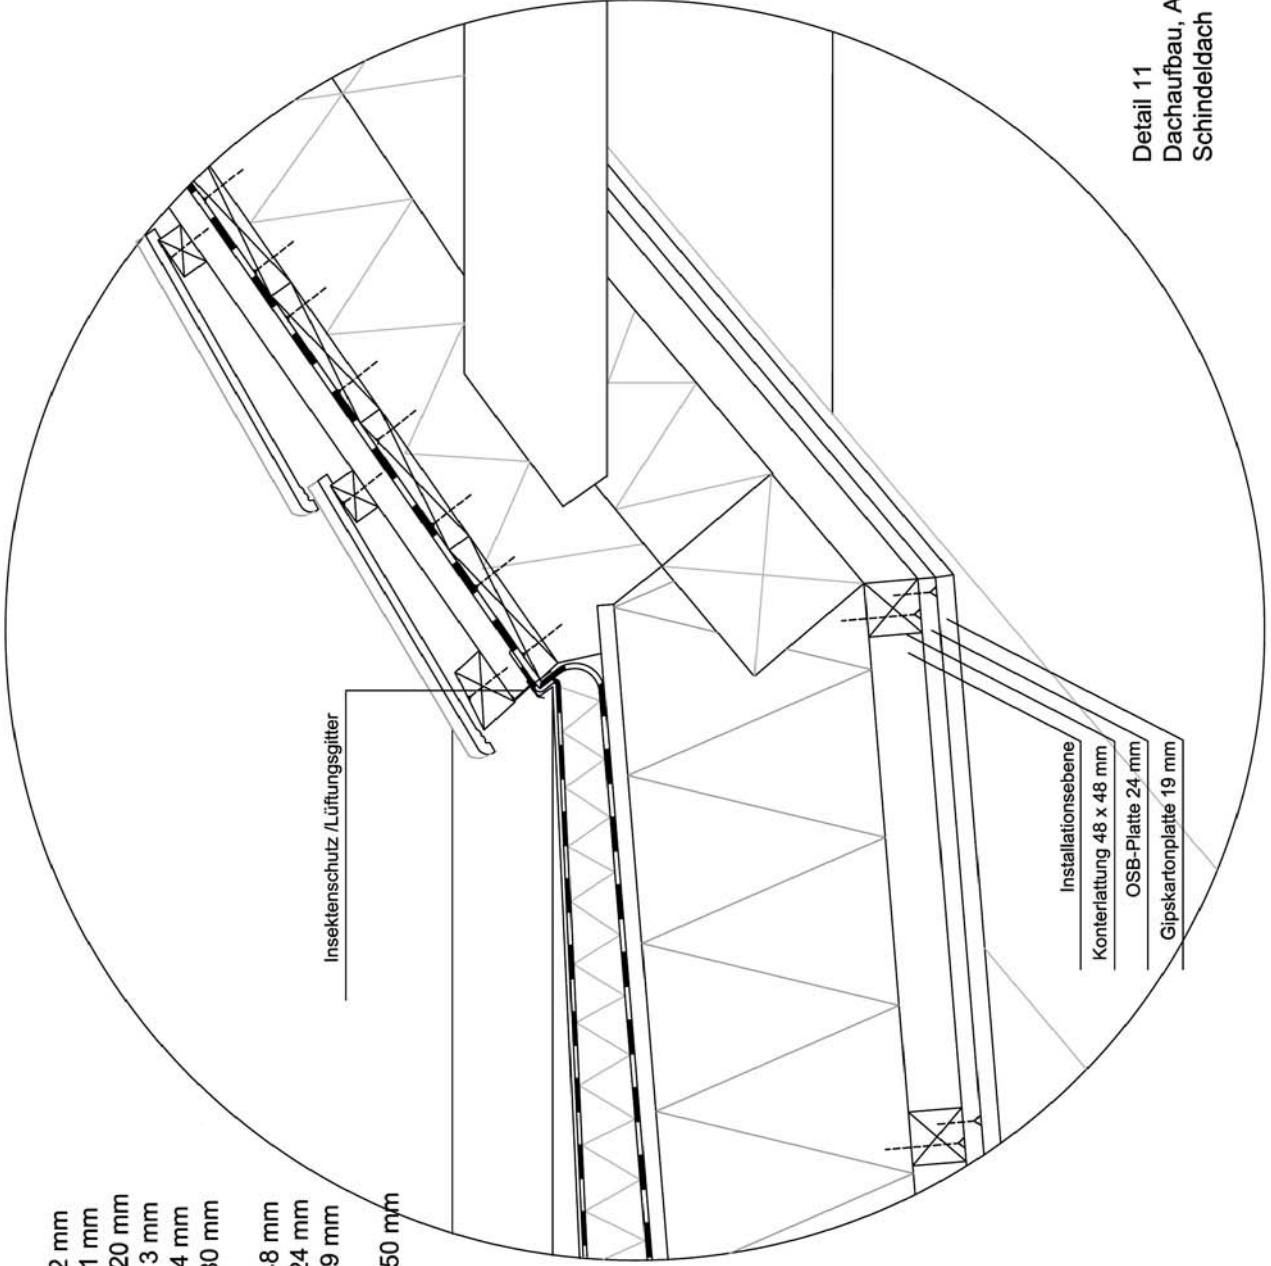 2 mm
1 mm
20 mm
3 mm
4 mm
30 mm
8 mm
24 mm
9 mm
50 mm
Insektenschutz /Lüftungsgitter
Installationsebene
Konterlattung 48 x 48 mm
OSB-Platte 24 mm
Gipskartonplatte 19 mm
Detail 11
Dachaufbau, A
Schindeldach